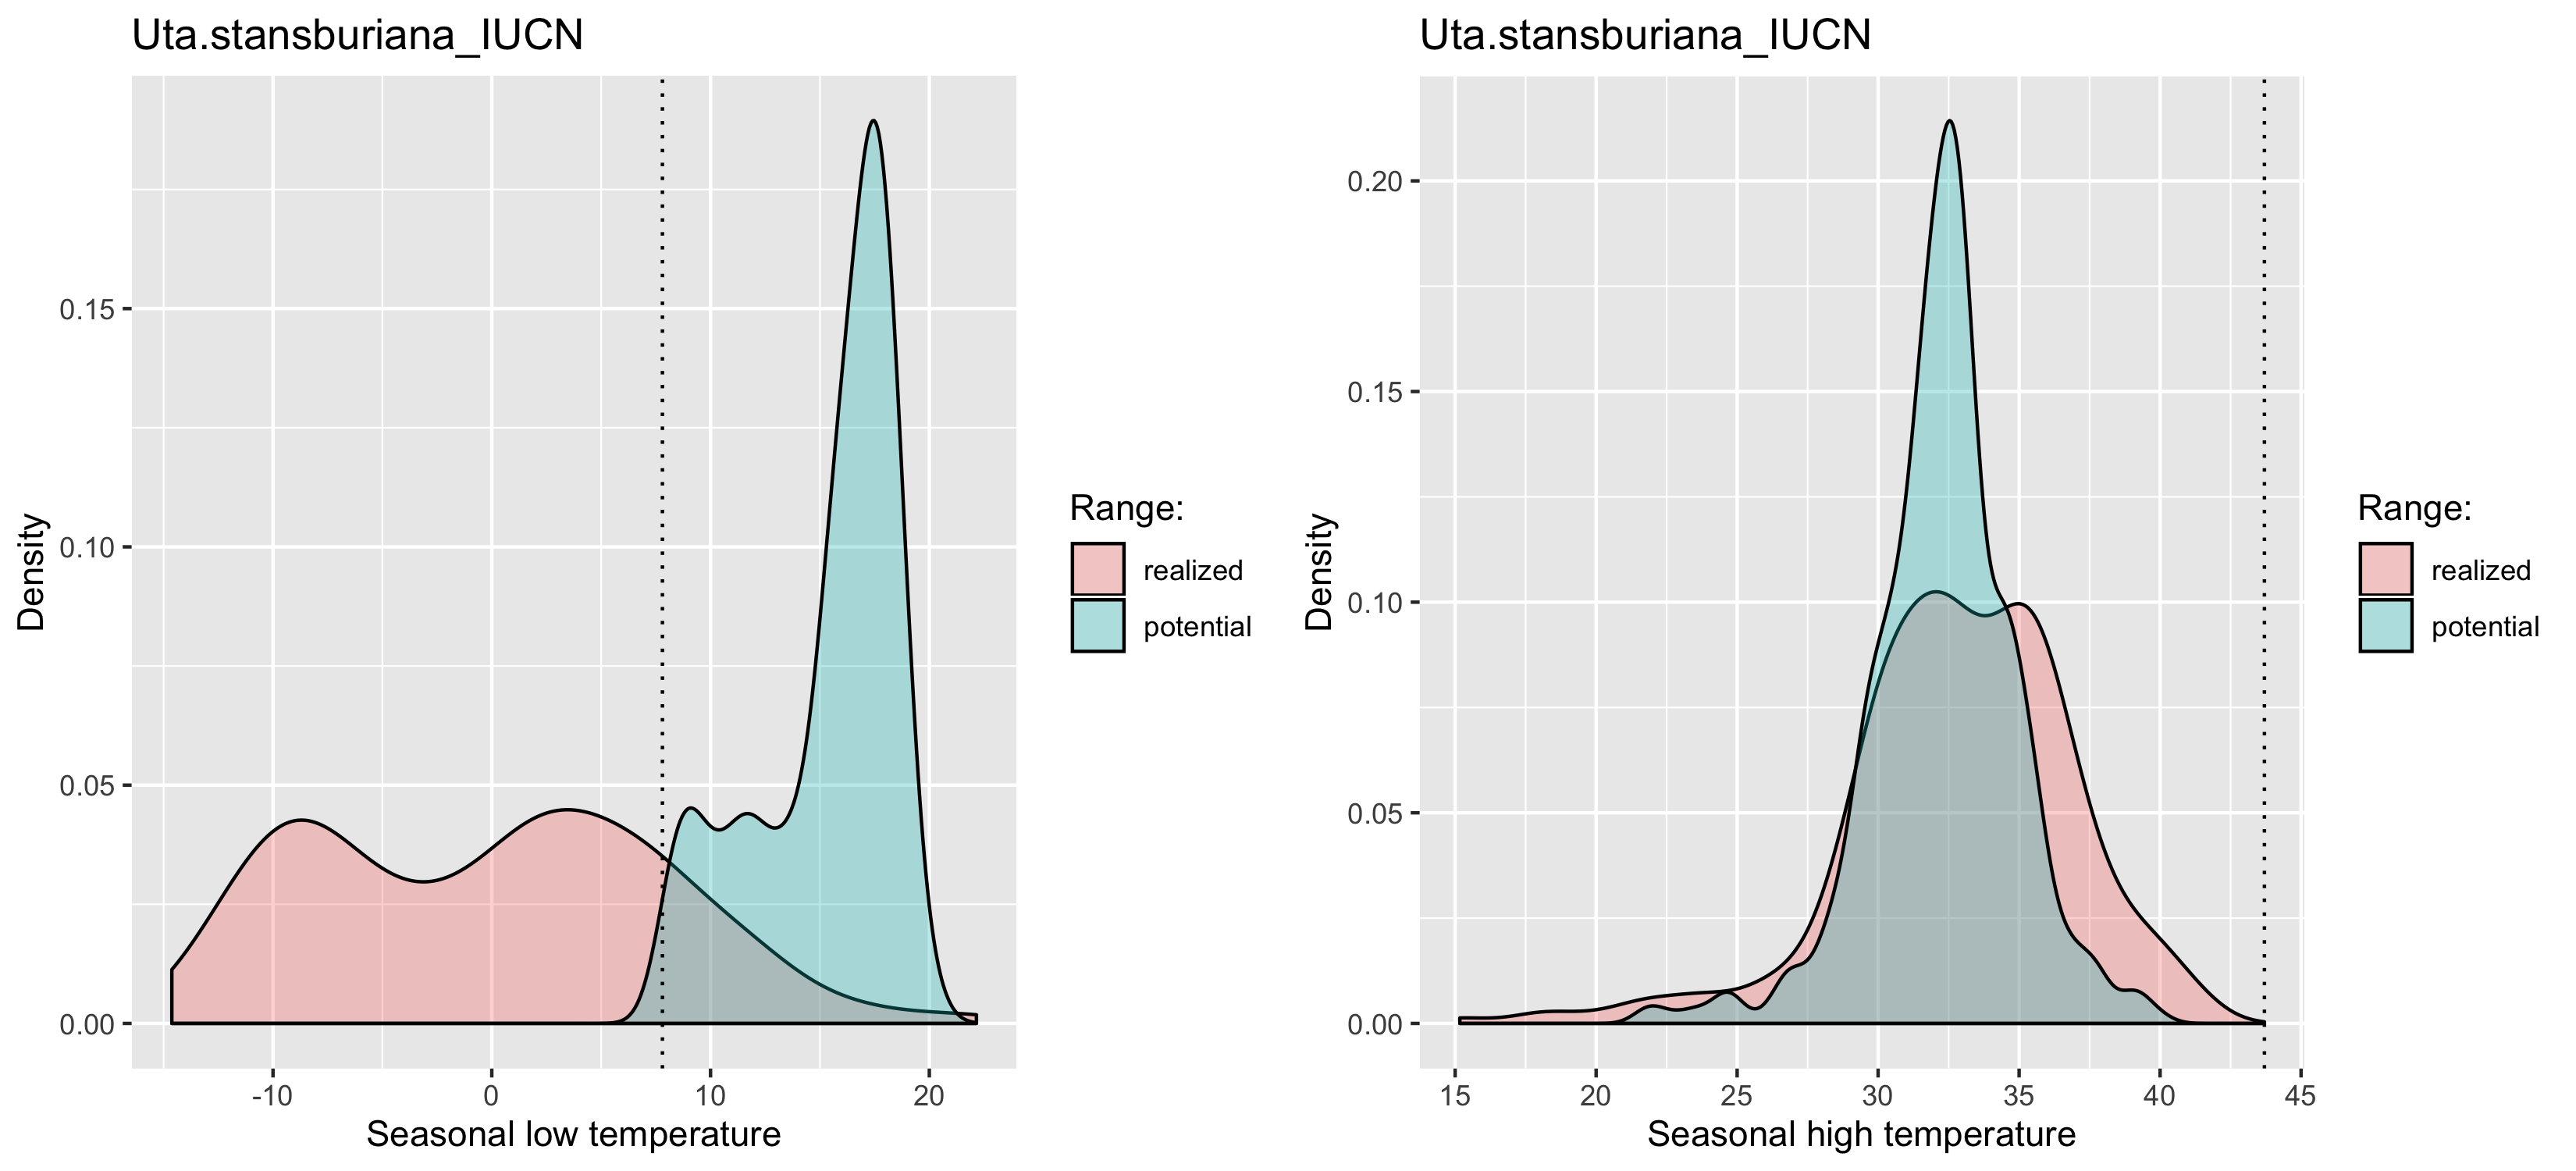 Uta.stansburiana_IUCN
Density
0.15
0.10
0.05
0.00
-10
0
10
20
Seasonal low temperature
Range:
realized
potential
Uta.stansburiana_IUCN
Density
0.20
0.15
0.10
0.05
0.00
15
20
25
30
35
40
45
Seasonal high temperature
Range:
realized
potential